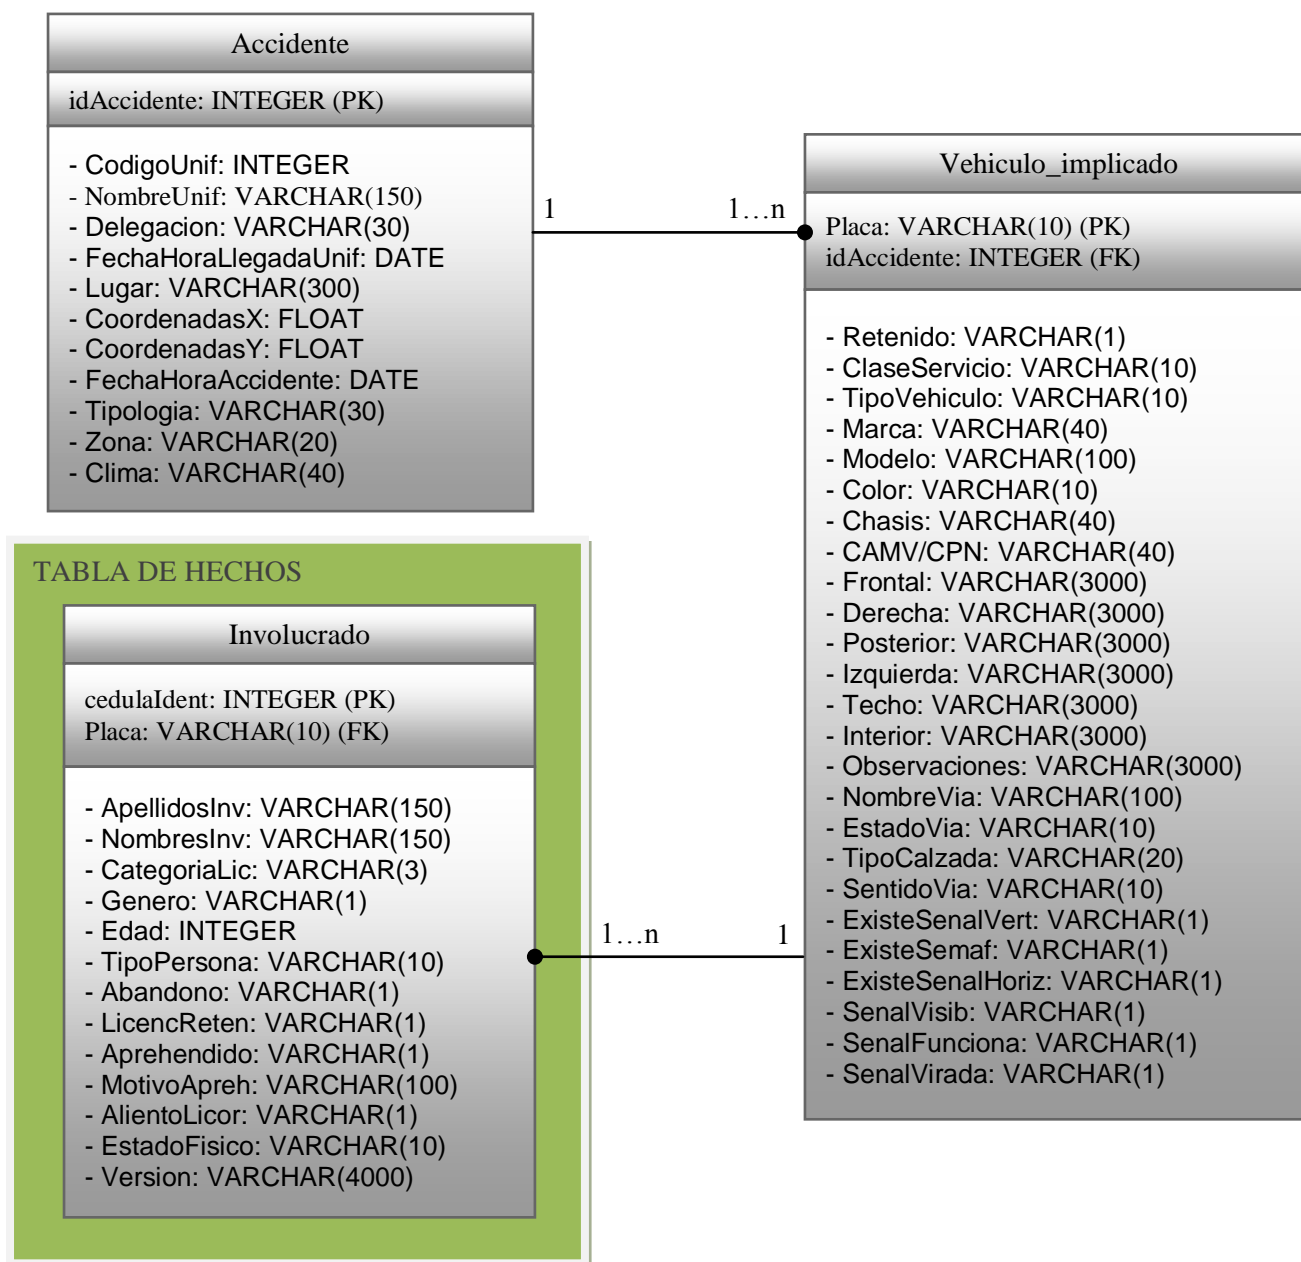 Accidente
idAccidente: INTEGER (PK)
- CodigoUnif: INTEGER
- NombreUnif: VARCHAR(150)
- Delegacion: VARCHAR(30)
- FechaHoraLlegadaUnif: DATE
- Lugar: VARCHAR(300)
- CoordenadasX: FLOAT
- CoordenadasY: FLOAT
- FechaHoraAccidente: DATE
- Tipologia: VARCHAR(30)
- Zona: VARCHAR(20)
- Clima: VARCHAR(40)
1
1…n
Vehiculo_implicado
Placa: VARCHAR(10) (PK)
idAccidente: INTEGER (FK)
- Retenido: VARCHAR(1)
- ClaseServicio: VARCHAR(10)
- TipoVehiculo: VARCHAR(10)
- Marca: VARCHAR(40)
- Modelo: VARCHAR(100)
- Color: VARCHAR(10)
- Chasis: VARCHAR(40)
- CAMV/CPN: VARCHAR(40)
- Frontal: VARCHAR(3000)
- Derecha: VARCHAR(3000)
- Posterior: VARCHAR(3000)
- Izquierda: VARCHAR(3000)
- Techo: VARCHAR(3000)
- Interior: VARCHAR(3000)
- Observaciones: VARCHAR(3000)
- NombreVia: VARCHAR(100)
- EstadoVia: VARCHAR(10)
- TipoCalzada: VARCHAR(20)
- SentidoVia: VARCHAR(10)
- ExisteSenalVert: VARCHAR(1)
- ExisteSemaf: VARCHAR(1)
- ExisteSenalHoriz: VARCHAR(1)
- SenalVisib: VARCHAR(1)
- SenalFunciona: VARCHAR(1)
- SenalVirada: VARCHAR(1)
TABLA DE HECHOS
Involucrado
cedulaIdent: INTEGER (PK)
Placa: VARCHAR(10) (FK)
- ApellidosInv: VARCHAR(150)
- NombresInv: VARCHAR(150)
- CategoriaLic: VARCHAR(3)
- Genero: VARCHAR(1)
- Edad: INTEGER
- TipoPersona: VARCHAR(10)
- Abandono: VARCHAR(1)
- LicencReten: VARCHAR(1)
- Aprehendido: VARCHAR(1)
- MotivoApreh: VARCHAR(100)
- AlientoLicor: VARCHAR(1)
- EstadoFisico: VARCHAR(10)
- Version: VARCHAR(4000)
1…n
1